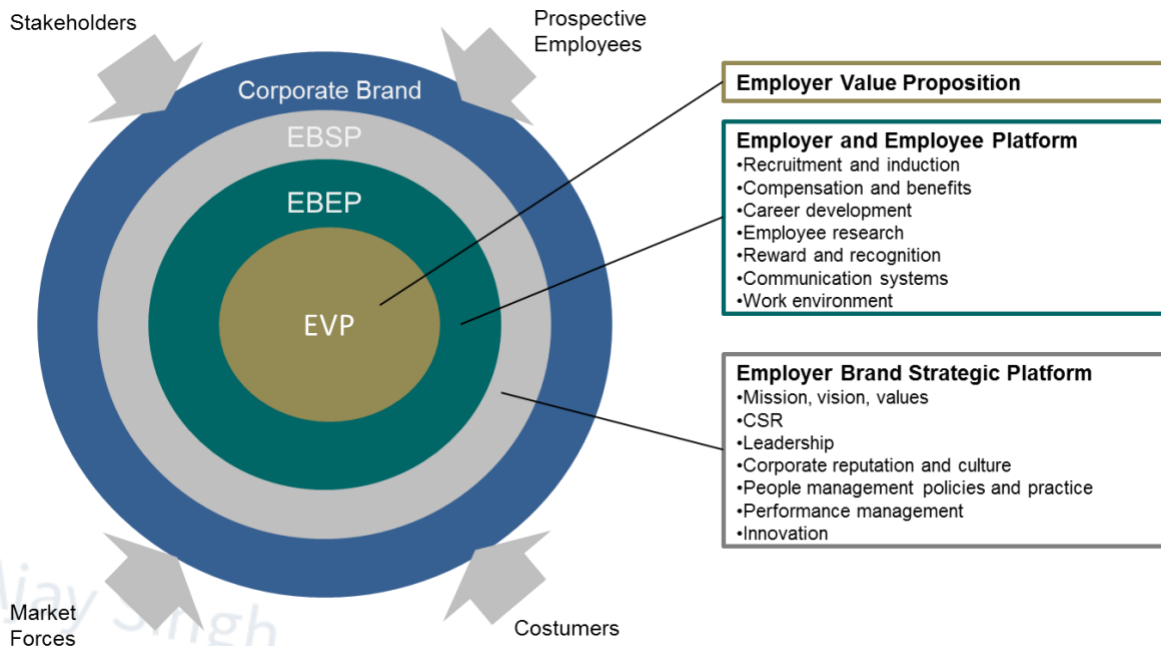 Stakeholders
Prospective
Employees
Corporate Brand
EBSP
EBEP
EVP
Employer Value Proposition
Employer and Employee Platform
•Recruitment and induction
•Compensation and benefits
•Career development
•Employee research
•Reward and recognition
•Communication systems
•Work environment
Employer Brand Strategic Platform
•Mission, vision, values
•CSR
•Leadership
•Corporate reputation and culture
•People management policies and practice
•Performance management
•Innovation
Ajay Singh
Market
Forces
Costumers